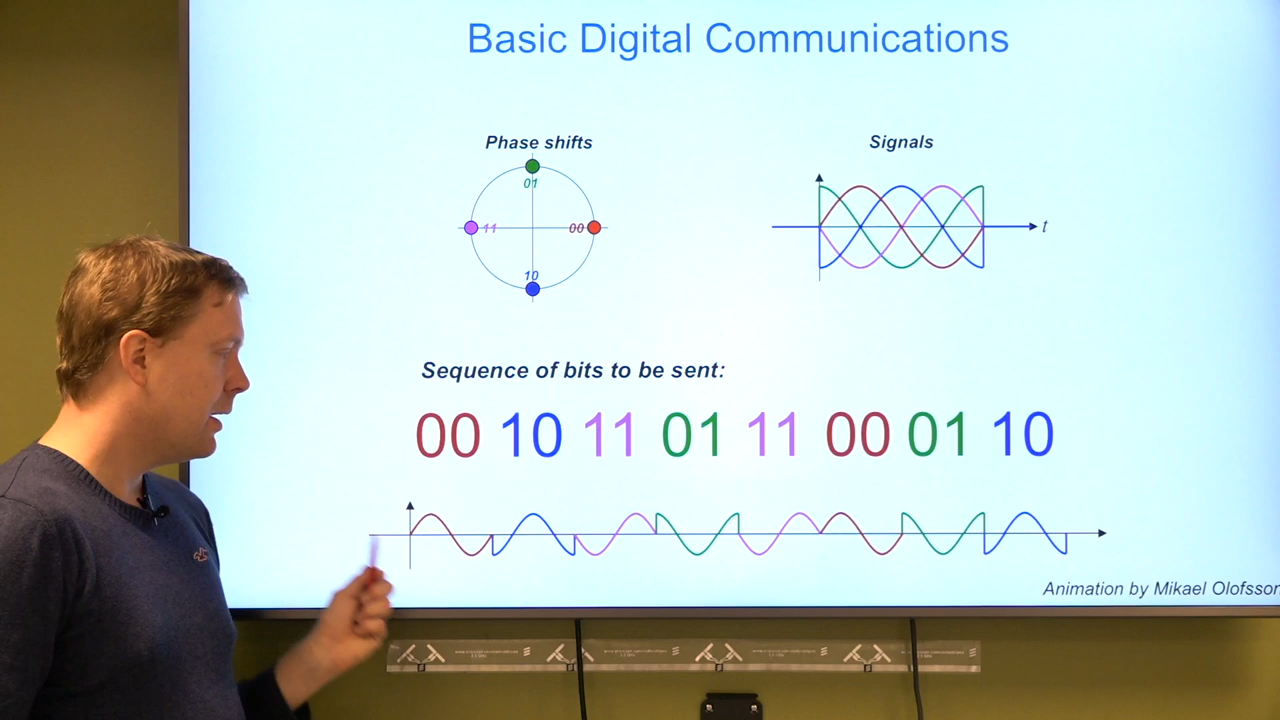 Basic Digital Communications
Phase shifts
Signals
01
11
00
10
t
Sequence of bits to be sent:
00 10 11 01 11 00 01 10
Animation by Mikael Olofsson